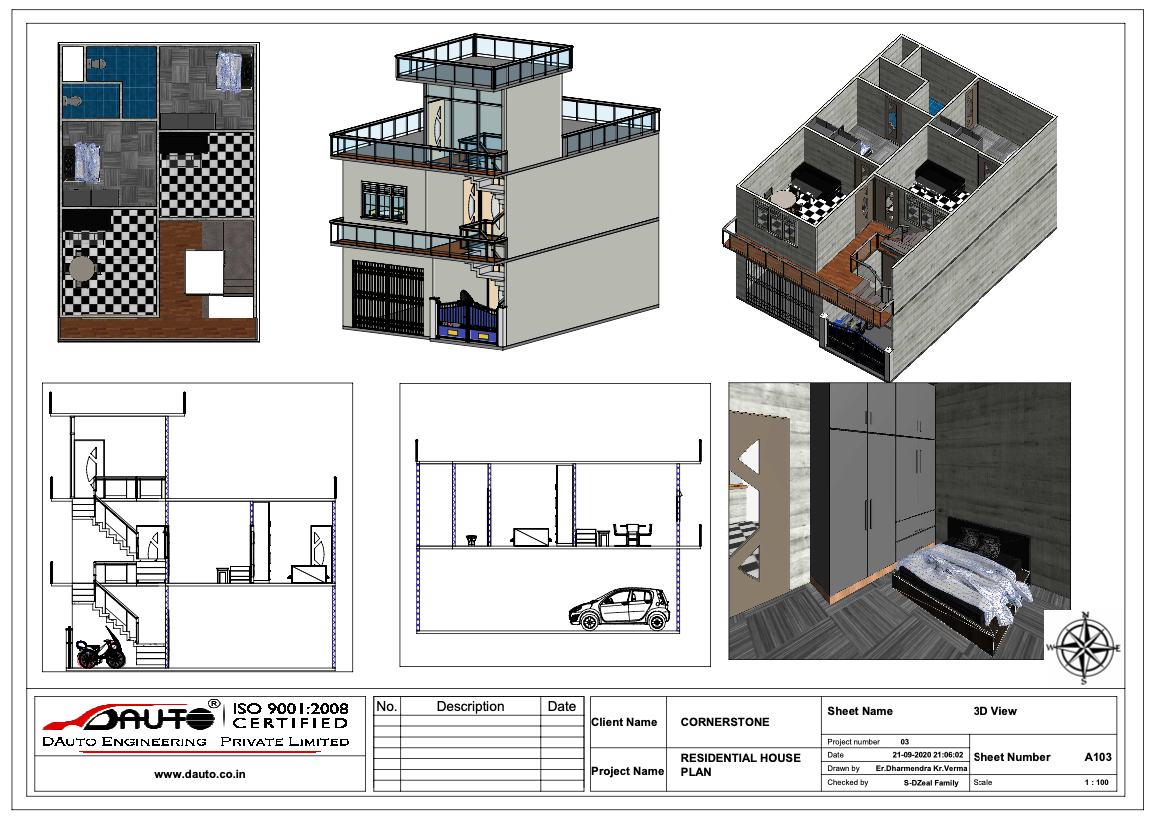 N
W E
S
DAUTO ® ISO 9001:2008
CERTIFIED
DAUTO ENGINEERING PRIVATE LIMITED
www.dauto.co.in
No. Description Date
Client Name CORNERSTONE
Project Name RESIDENTIAL HOUSE
PLAN
Sheet Name 3D View
Project number 03
Date 21-09-2020 21:06:02
Drawn by Er.Dharmendra Kr.Verma
Checked by S-DZeal Family
Sheet Number A103
Scale 1 : 100